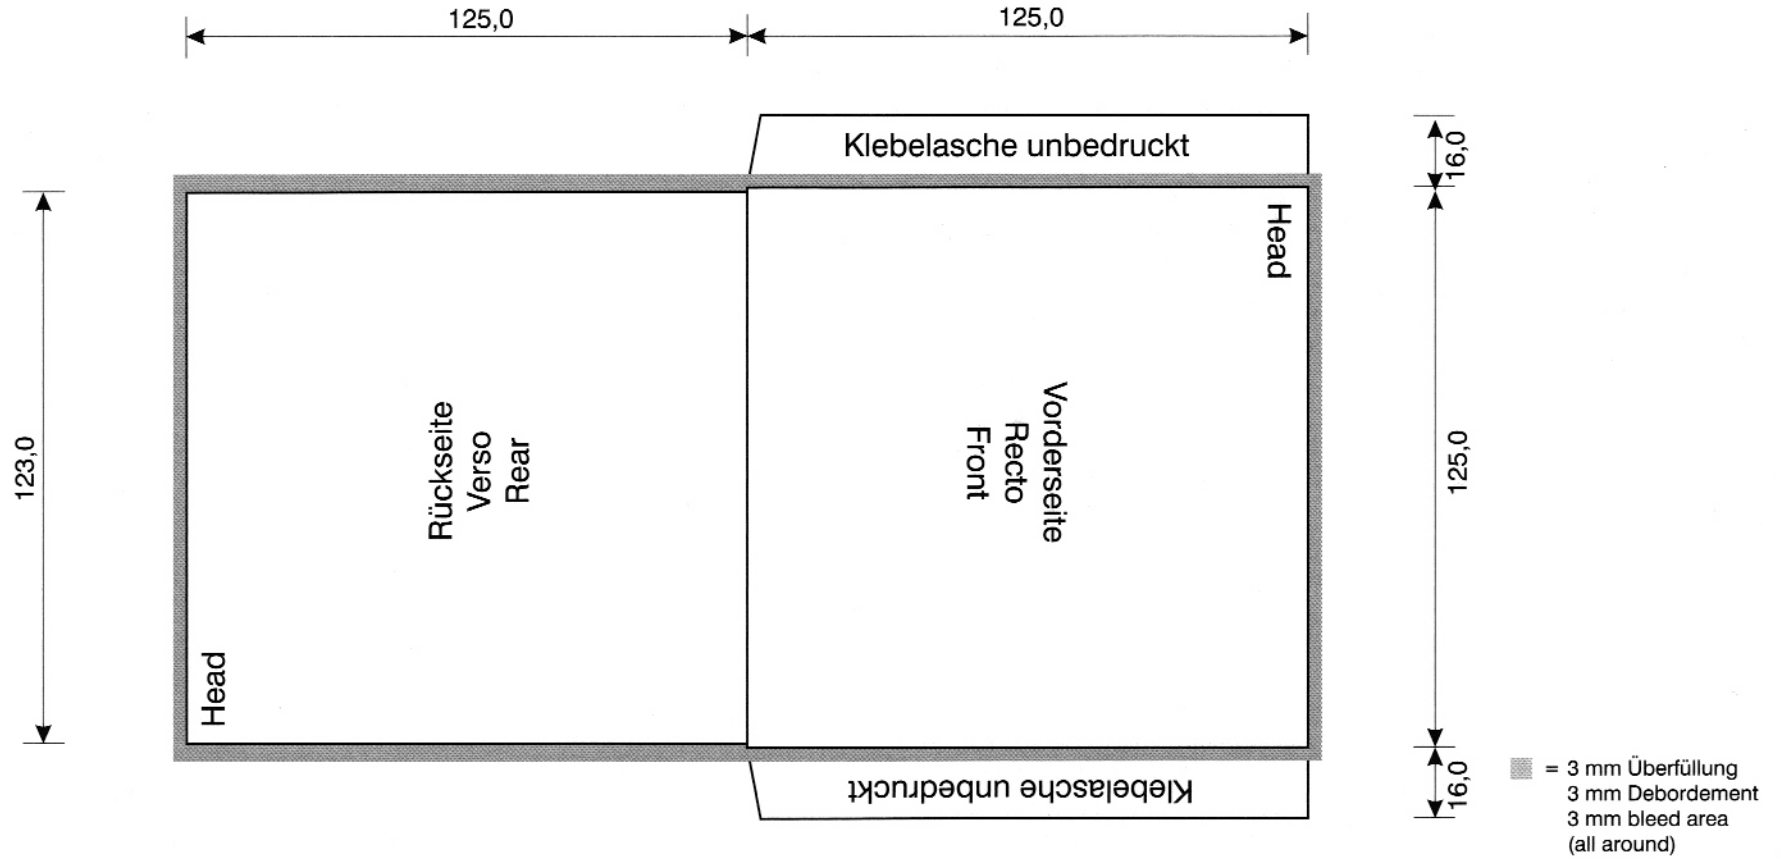 125,0
125,0
Klebelasche unbedruckt
16,0
Head
123,0
Rückseite
Verso
Rear
Vorderseite
Recto
Front
125,0
Head
Klebelasche unbedruckt
16,0
= 3 mm Überfüllung
3 mm Debordement
3 mm bleed area
(all around)